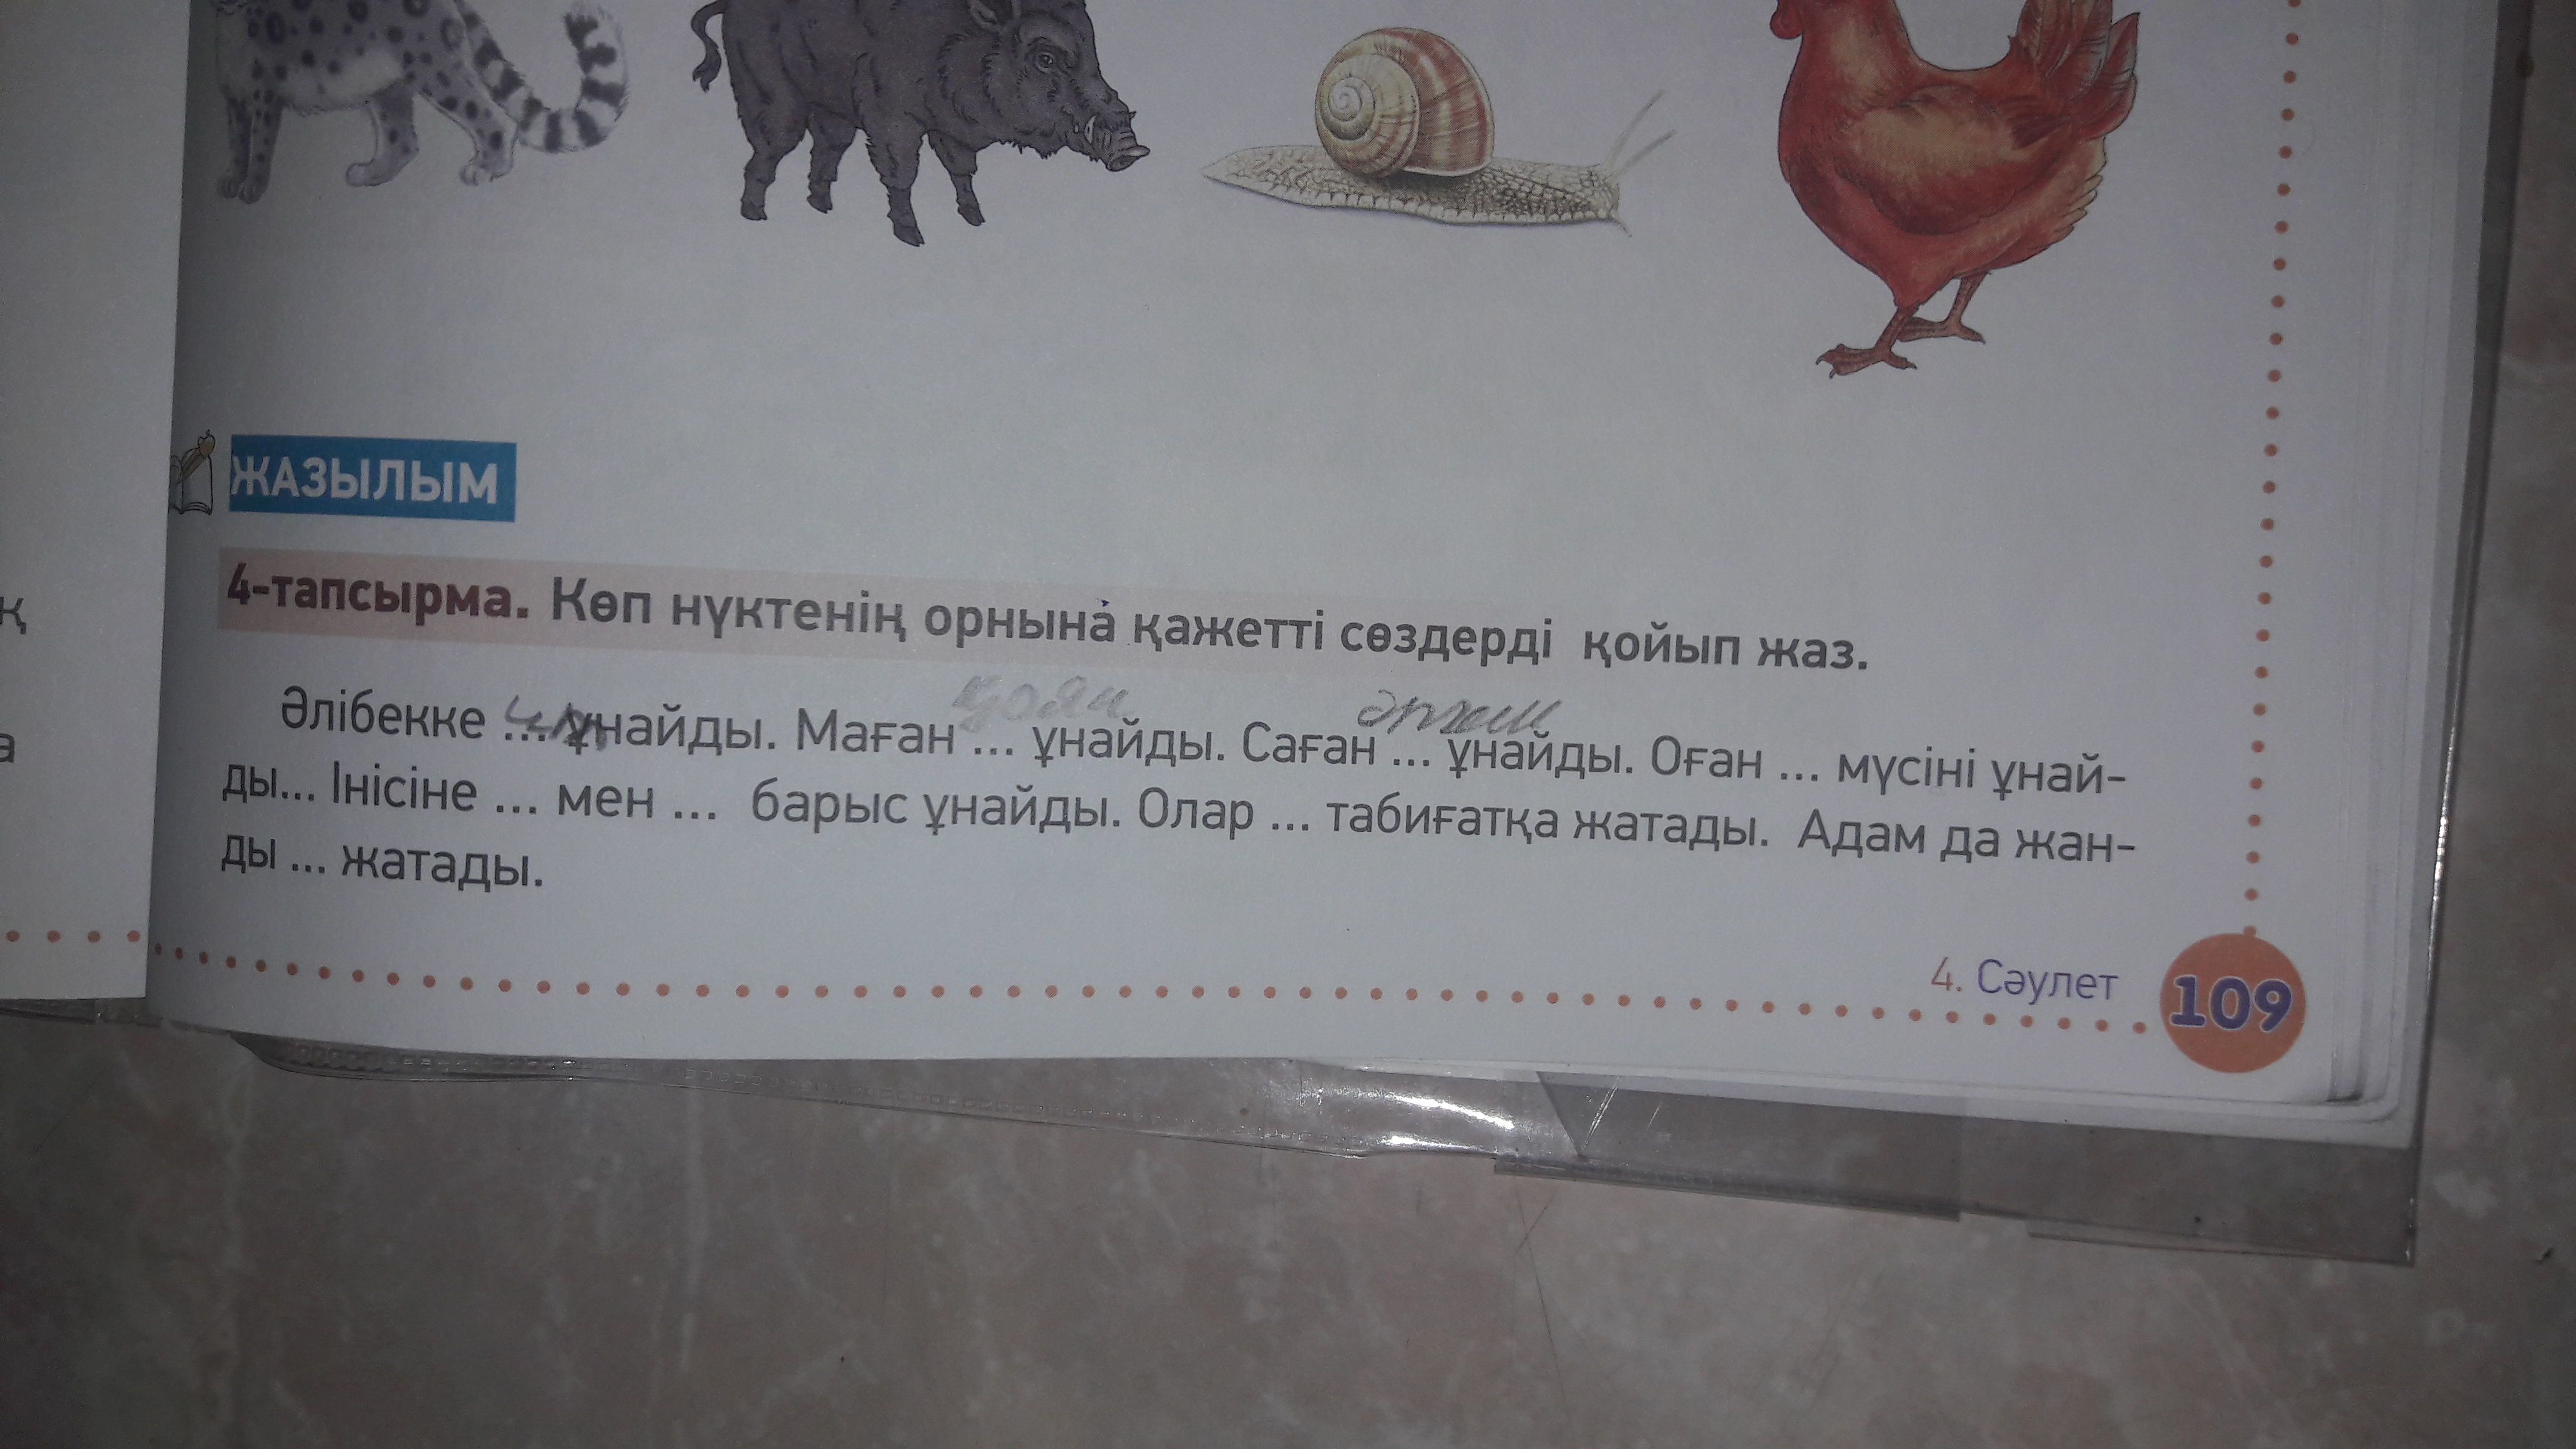 ЖАЗЫЛЫМ
4-тапсырма. Көп нүктенің орнына қажетті сөздерді қойып жаз.
қоян
Әлібекке ... ұнайды. Маған ... ұнайды. Саған ... ұнайды. Оған ... мүсіні ұнай-
ды... Інісіне ... мен ... барыс ұнайды. Олар ... табиғатқа жатады. Адам да жан-
ды ... жатады.
4. Сәулет
109
қ
а